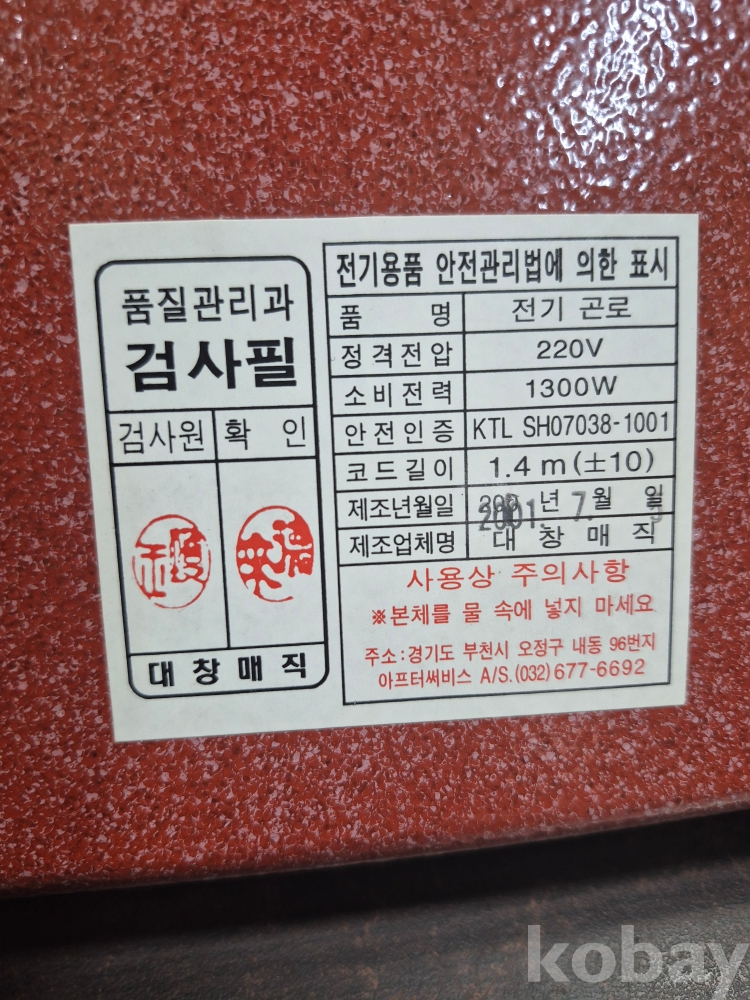 품질관리과
검사필
검사원 확 인
대창매직
전기용품 안전관리법에 의한 표시
품 명 전기 곤로
정격전압 220V
소비전력 1300W
안전인증 KTL SH07038-1001
코드길이 1.4 m (±10)
제조년월일 2001. 년 7. 월 일
제조업체명 대 창 매 직
사용상 주의사항
※본체를 물 속에 넣지 마세요
주소 : 경기도 부천시 오정구 내동 96번지
아프터써비스 A/S. (032) 677-6692
kobay